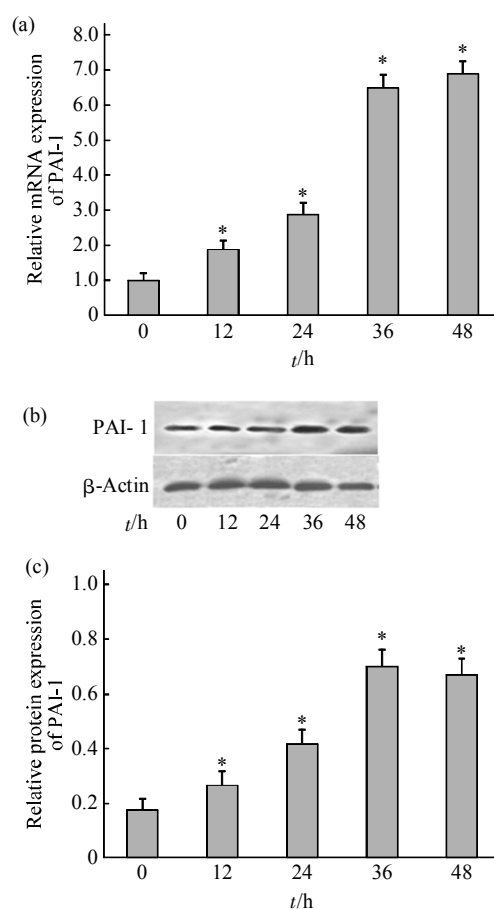 (a)
Relative mRNA expression
of PAI-1
8.0
7.0
6.0
5.0
4.0
3.0
2.0
1.0
0
*
*
*
*
0 12 24 36 48
t/h
(b)
PAI- 1
β-Actin
t/h 0 12 24 36 48
(c)
Relative protein expression
of PAI-1
1.0
0.8
0.6
0.4
0.2
0
*
*
*
*
0 12 24 36 48
t/h